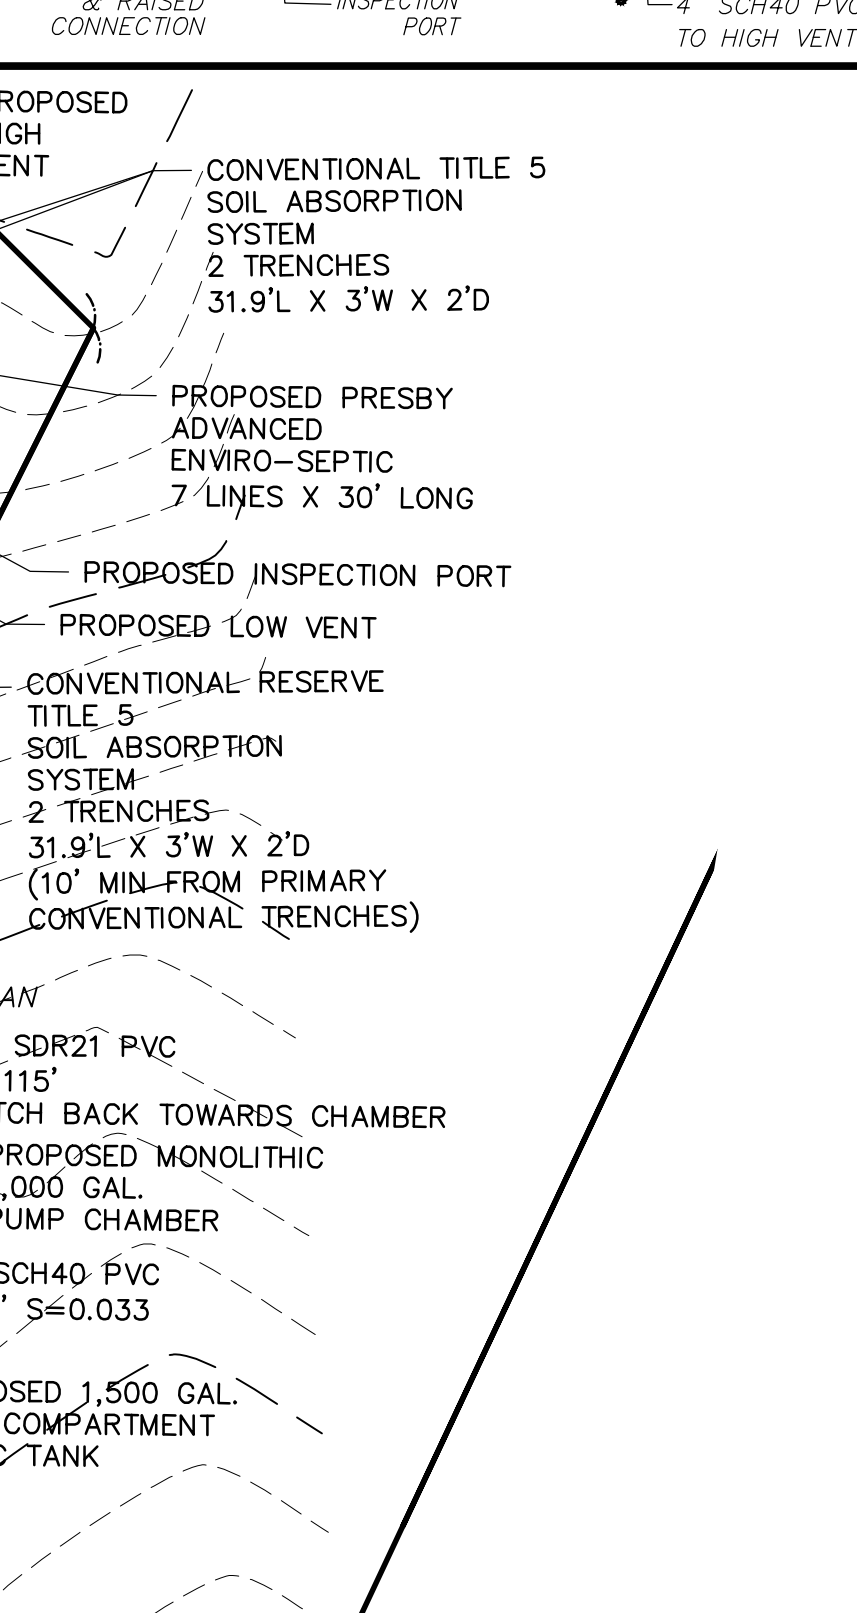 & RAISED
CONNECTION
INSPECTION
PORT
4" SCH40 PVC
TO HIGH VENT
ROPOSED
IGH
ENT
CONVENTIONAL TITLE 5
SOIL ABSORPTION
SYSTEM
2 TRENCHES
31.9'L X 3'W X 2'D
PROPOSED PRESBY
ADVANCED
ENVIRO-SEPTIC
7 LINES X 30' LONG
PROPOSED INSPECTION PORT
PROPOSED LOW VENT
CONVENTIONAL RESERVE
TITLE 5
SOIL ABSORPTION
SYSTEM
2 TRENCHES
31.9'L X 3'W X 2'D
(10' MIN FROM PRIMARY
CONVENTIONAL TRENCHES)
AN
SDR21 PVC
115'
TCH BACK TOWARDS CHAMBER
PROPOSED MONOLITHIC
,000 GAL.
PUMP CHAMBER
SCH40 PVC
' S=0.033
OSED 1,500 GAL.
COMPARTMENT
C TANK